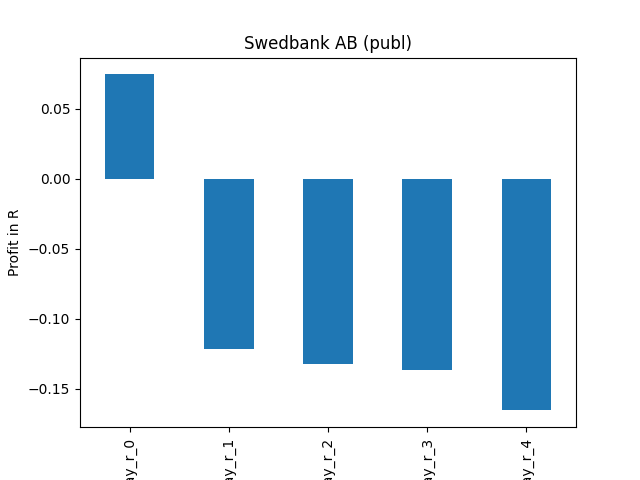 Swedbank AB (publ)
Profit in R
0.05
0.00
−0.05
−0.10
−0.15
ay_r_0
ay_r_1
ay_r_2
ay_r_3
ay_r_4